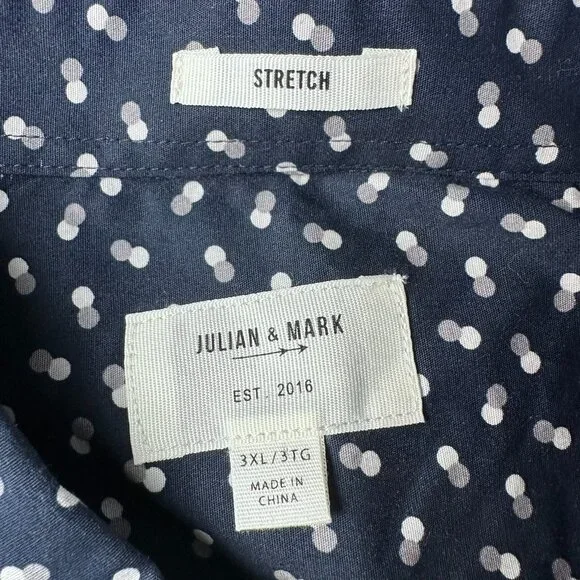 STRETCH
JULIAN & MARK
EST. 2016
3XL/3TG
MADE IN
CHINA